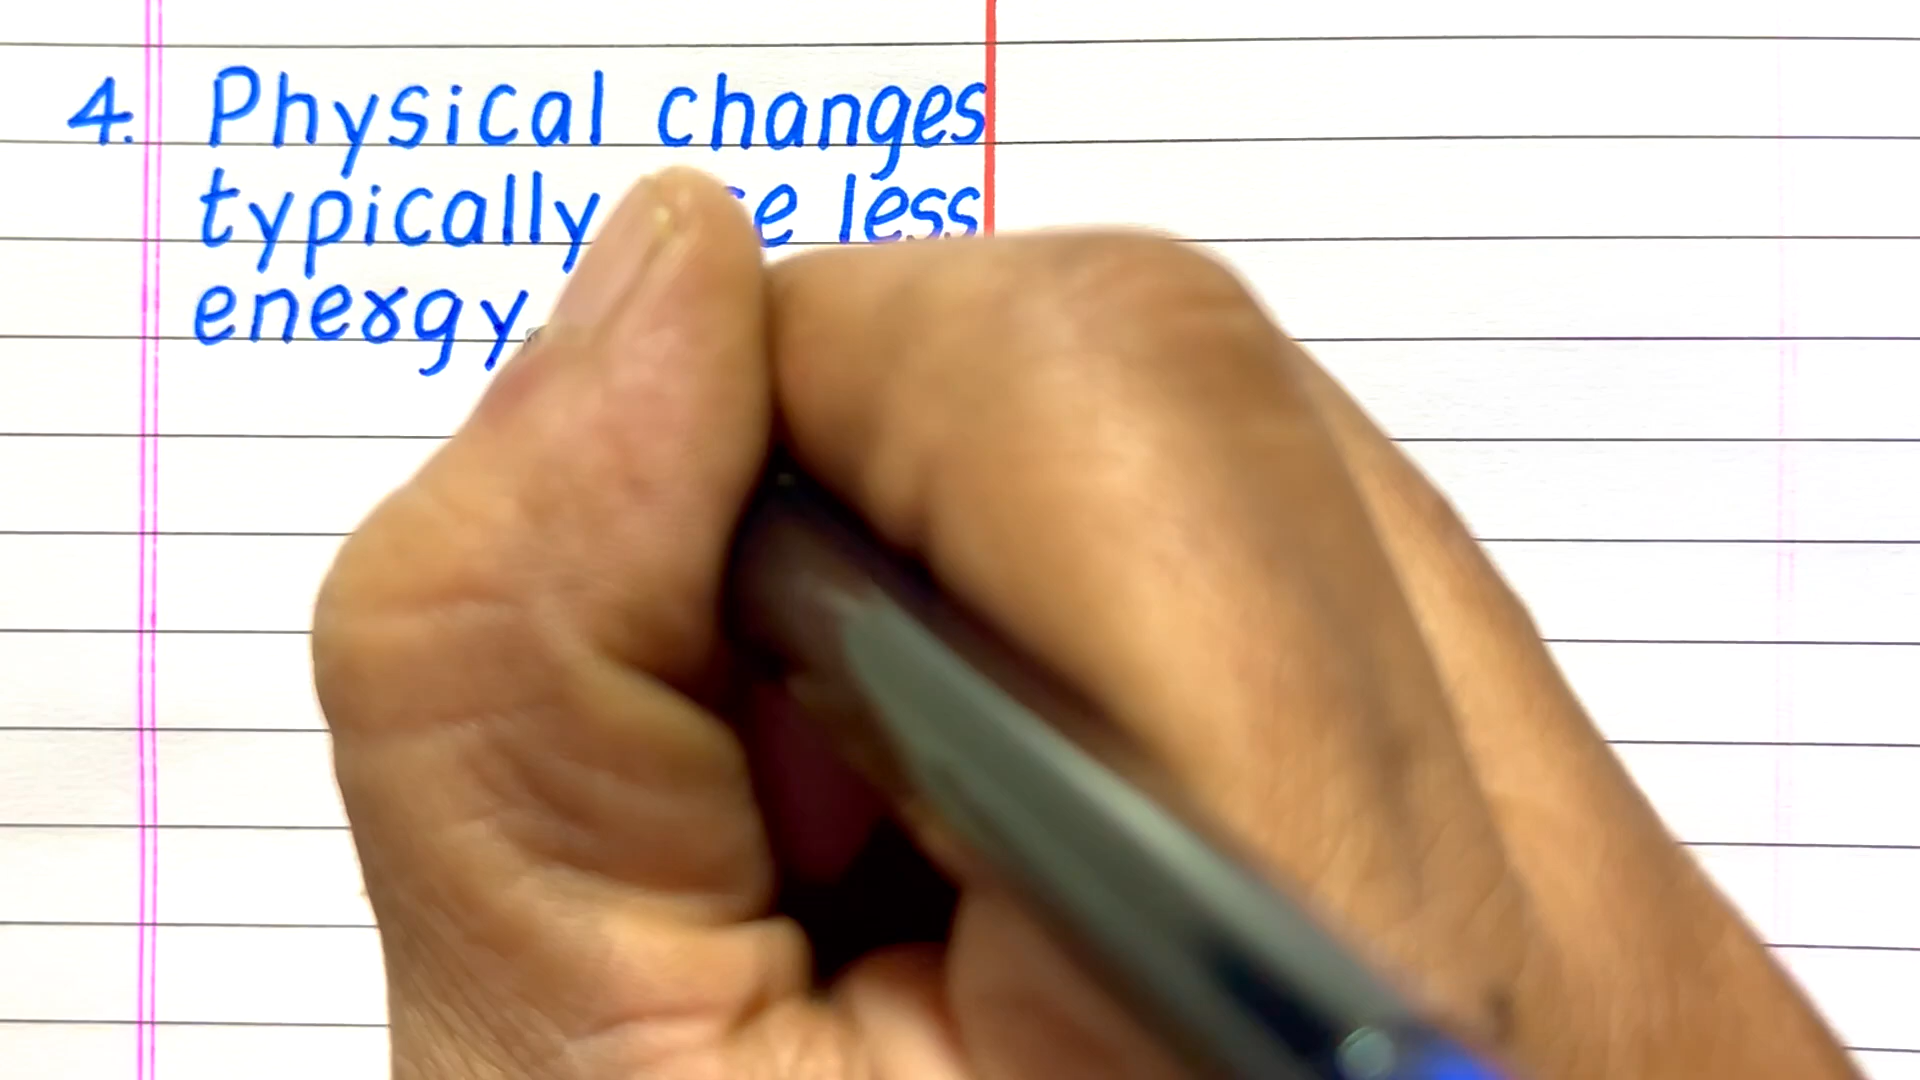 4. Physical changes
typically less
energy